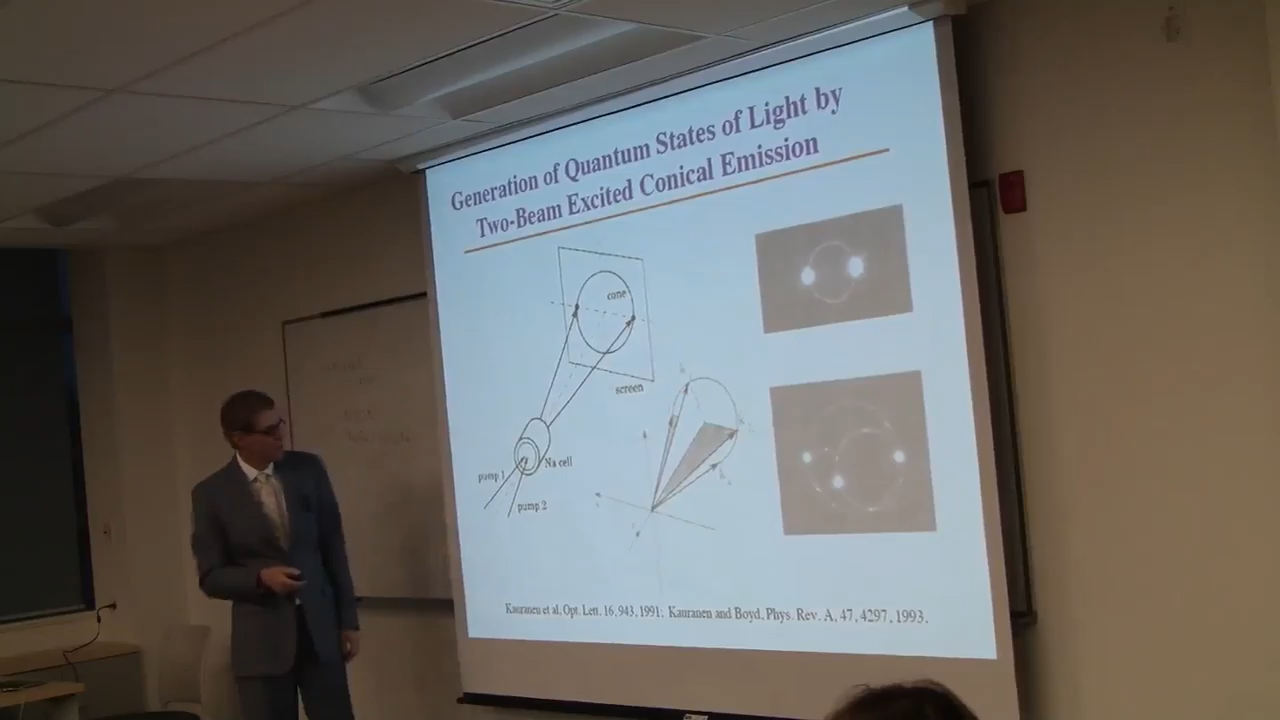 Generation of Quantum States of Light by
Two-Beam Excited Conical Emission
cone
screen
pump 1
Na cell
pump 2
Kauranen et al, Opt. Lett. 16, 943, 1991; Kauranen and Boyd, Phys. Rev. A, 47, 4297, 1993.